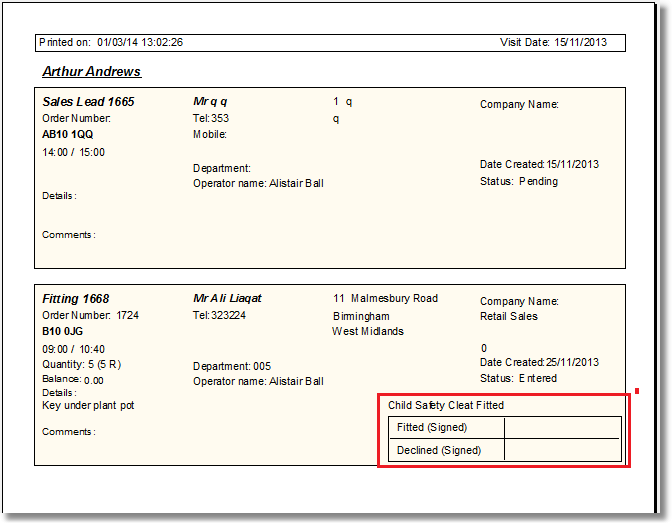 Printed on: 01/03/14 13:02:26 Visit Date: 15/11/2013
Arthur Andrews
Sales Lead 1665 Mr q q 1 q Company Name:
Order Number: Tel:353 q
AB10 1QQ Mobile:
14:00 / 15:00
Department: Date Created:15/11/2013
Operator name: Alistair Ball Status: Pending
Details :
Comments :
Fitting 1668 Mr Ali Liaqat 11 Malmesbury Road Company Name:
Order Number: 1724 Tel:323224 Birmingham Retail Sales
B10 0JG West Midlands
09:00 / 10:40 0
Quantity: 5 (5 R) Department: 005 Date Created:25/11/2013
Balance: 0.00 Operator name: Alistair Ball Status: Entered
Details :
Key under plant pot Child Safety Cleat Fitted
Fitted (Signed)
Comments :
Declined (Signed)